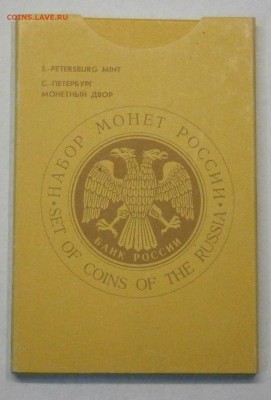 COINS.LAVE.RU
S.-PETERSBURG MINT
С.-ПЕТЕРБУРГ
МОНЕТНЫЙ ДВОР
НАБОР МОНЕТ РОССИИ
БАНК РОССИИ
SET OF COINS OF THE RUSSIA